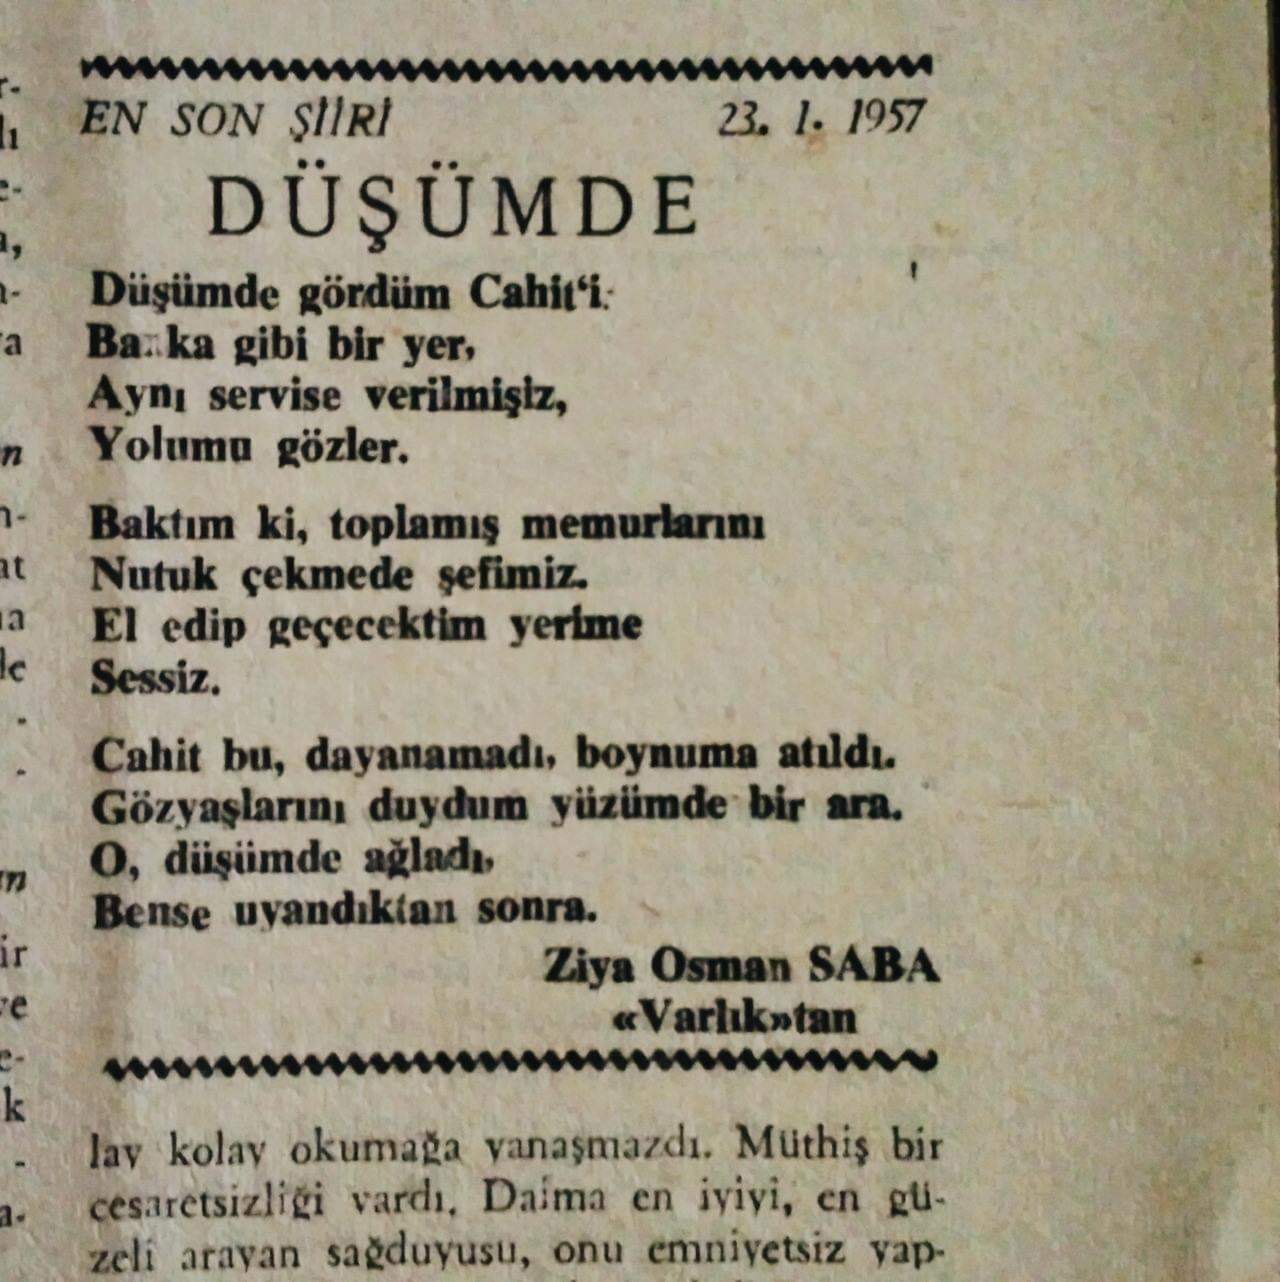 EN SON ŞİİRİ 23. 1. 1957
DÜŞÜMDE
Düşümde gördüm Cahit‘i.
Banka gibi bir yer,
Aynı servise verilmişiz,
Yolumu gözler.
Baktım ki, toplamış memurlarını
Nutuk çekmede şefimiz.
El edip geçecektim yerime
Sessiz.
Cahit bu, dayanamadı, boynuma atıldı.
Gözyaşlarını duydum yüzümde bir ara.
O, düşümde ağladı,
Bense uyandıktan sonra.
Ziya Osman SABA
«Varlık»tan
lay kolay okumağa yanaşmazdı. Müthiş bir
cesaretsizliği vardı. Daima en iyiyi, en gü-
zeli arayan sağduyusu, onu emniyetsiz yap-